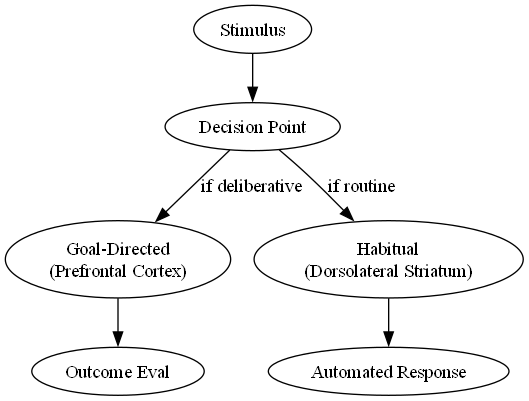 Stimulus
Decision Point
if deliberative
if routine
Goal-Directed
(Prefrontal Cortex)
Habitual
(Dorsolateral Striatum)
Outcome Eval
Automated Response